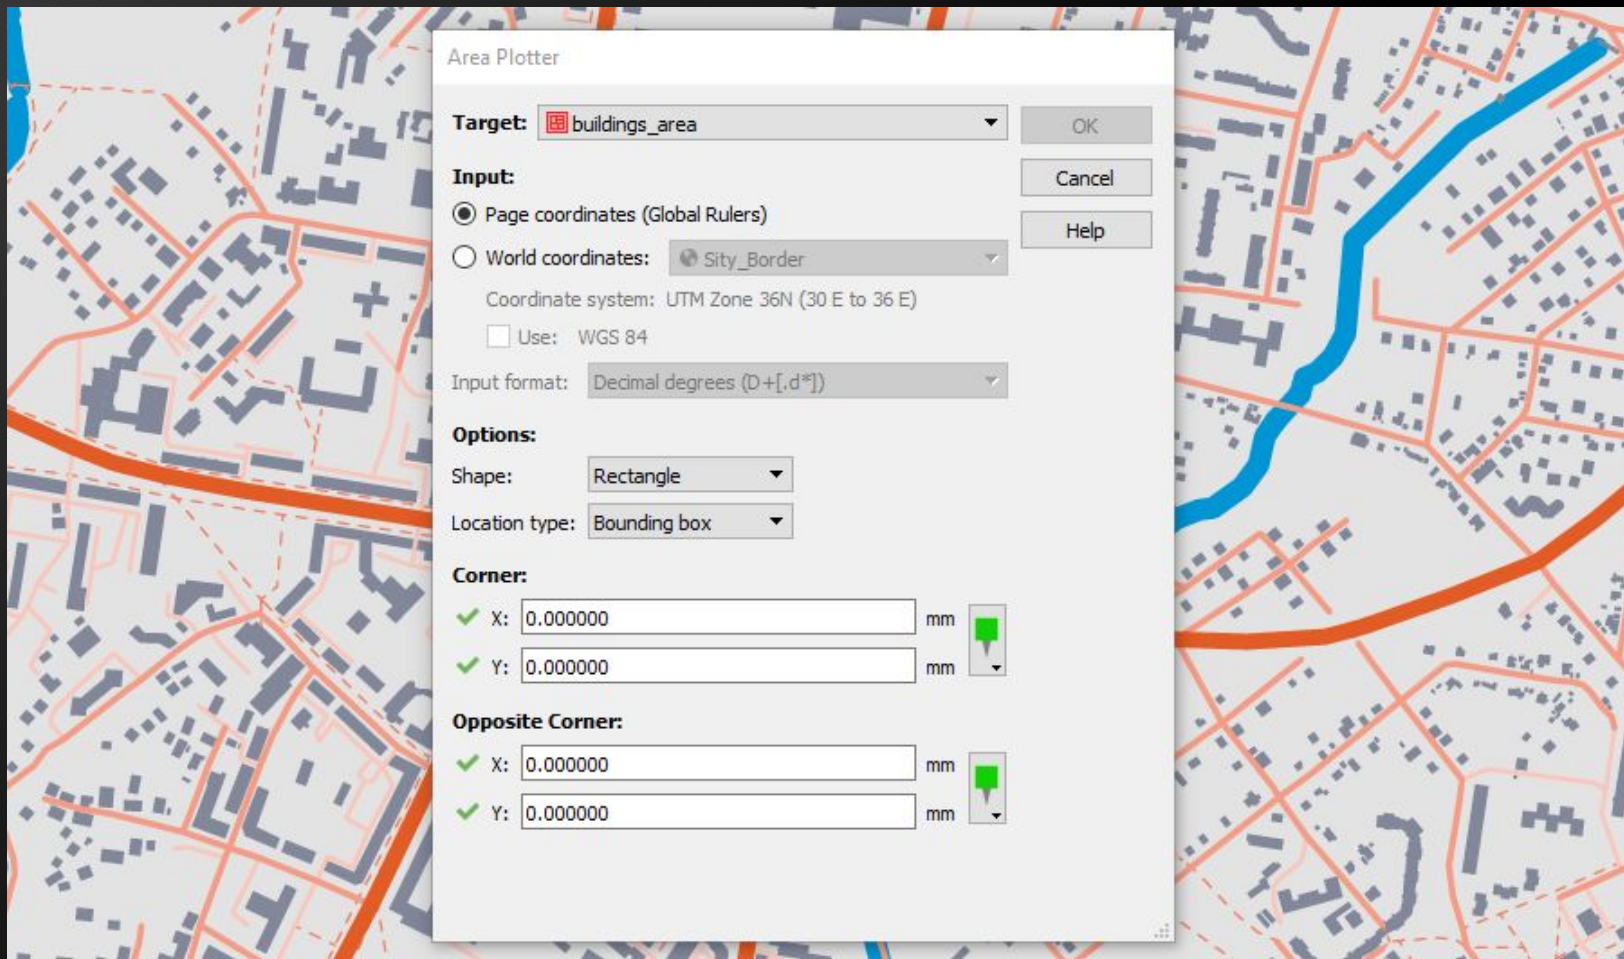 Area Plotter
Target: buildings_area
OK
Input:
Cancel
Page coordinates (Global Rulers)
Help
World coordinates: Sity_Border
Coordinate system: UTM Zone 36N (30 E to 36 E)
Use: WGS 84
Input format: Decimal degrees (D+[.d*])
Options:
Shape: Rectangle
Location type: Bounding box
Corner:
X: 0.000000 mm
Y: 0.000000 mm
Opposite Corner:
X: 0.000000 mm
Y: 0.000000 mm